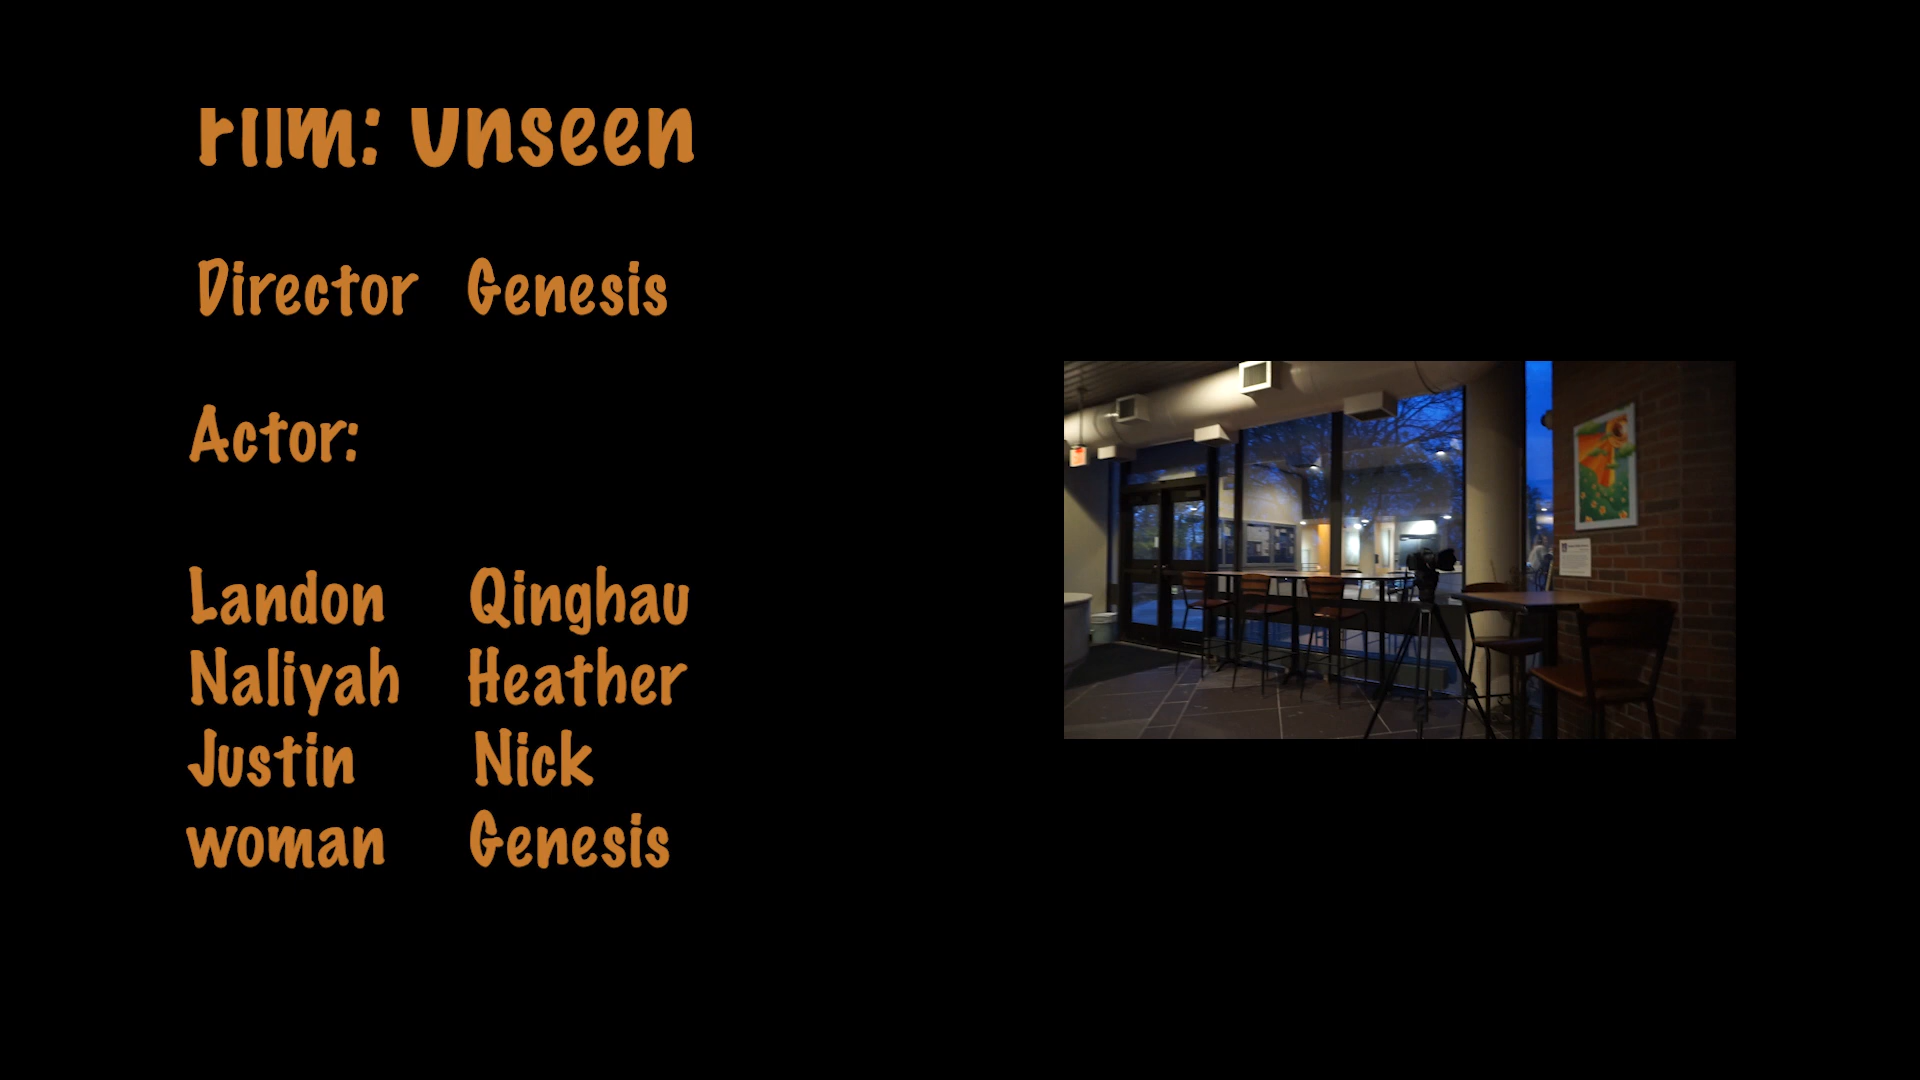 Film: Unseen
Director Genesis
Actor:
Landon Qinghau
Naliyah Heather
Justin Nick
woman Genesis